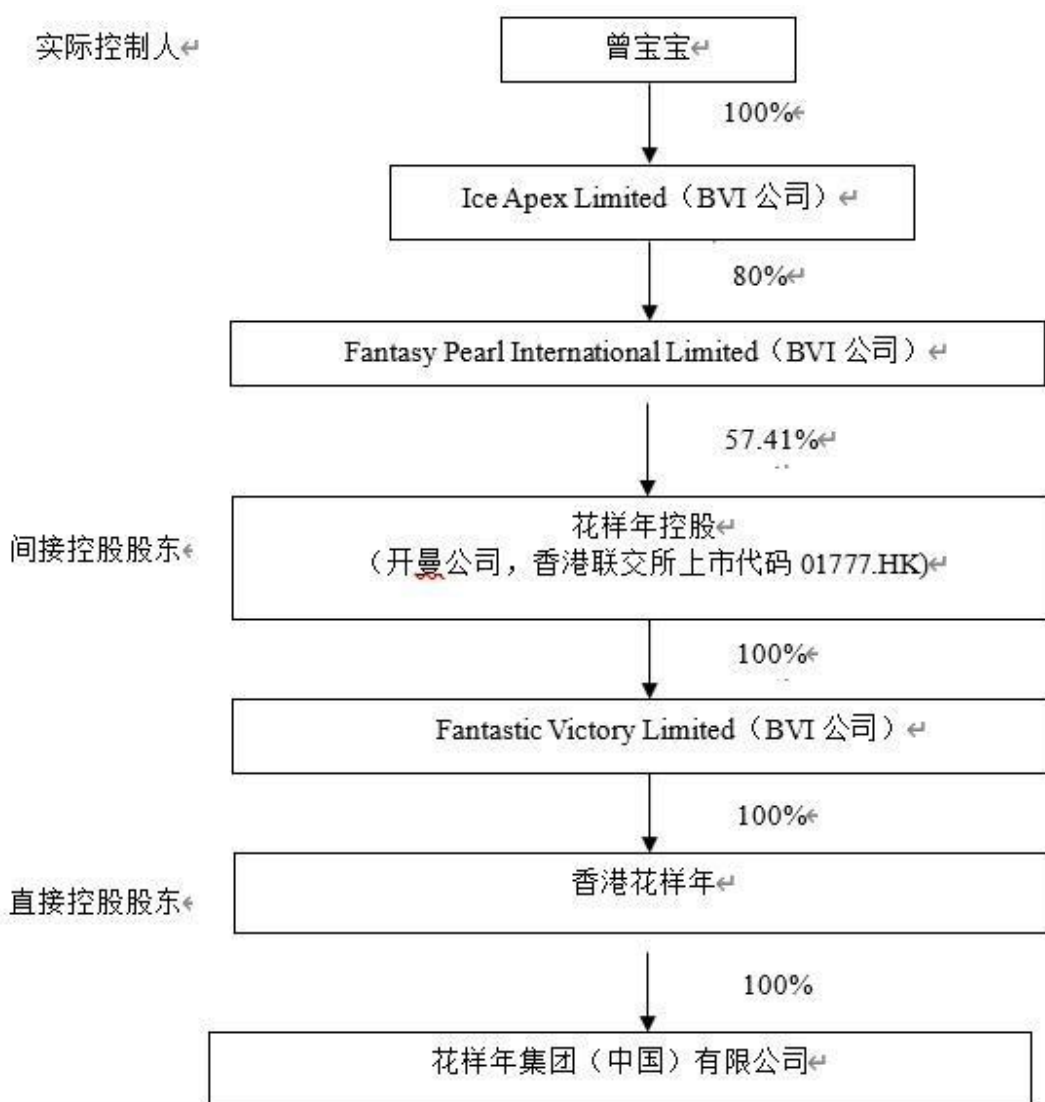 实际控制人↵
曾宝宝↵
100%↵
Ice Apex Limited（BVI 公司）↵
80%↵
Fantasy Pearl International Limited（BVI 公司）↵
57.41%↵
间接控股股东↵
花样年控股↵
（开曼公司，香港联交所上市代码 01777.HK)↵
100%↵
Fantastic Victory Limited（BVI 公司）↵
100%↵
直接控股股东↵
香港花样年↵
100%
花样年集团（中国）有限公司↵